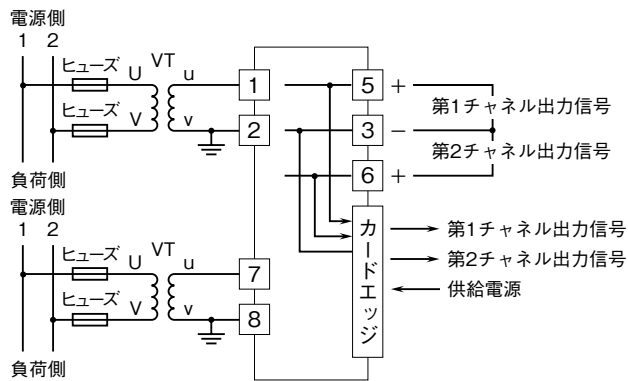 電源側
1 2
ヒューズ U VT u 1 5 +
第1チャネル出力信号
ヒューズ V v 2 3 −
第2チャネル出力信号
6 +
負荷側
電源側
1 2
カードエッジ
第1チャネル出力信号
第2チャネル出力信号
供給電源
ヒューズ U VT u 7
ヒューズ V v 8
負荷側